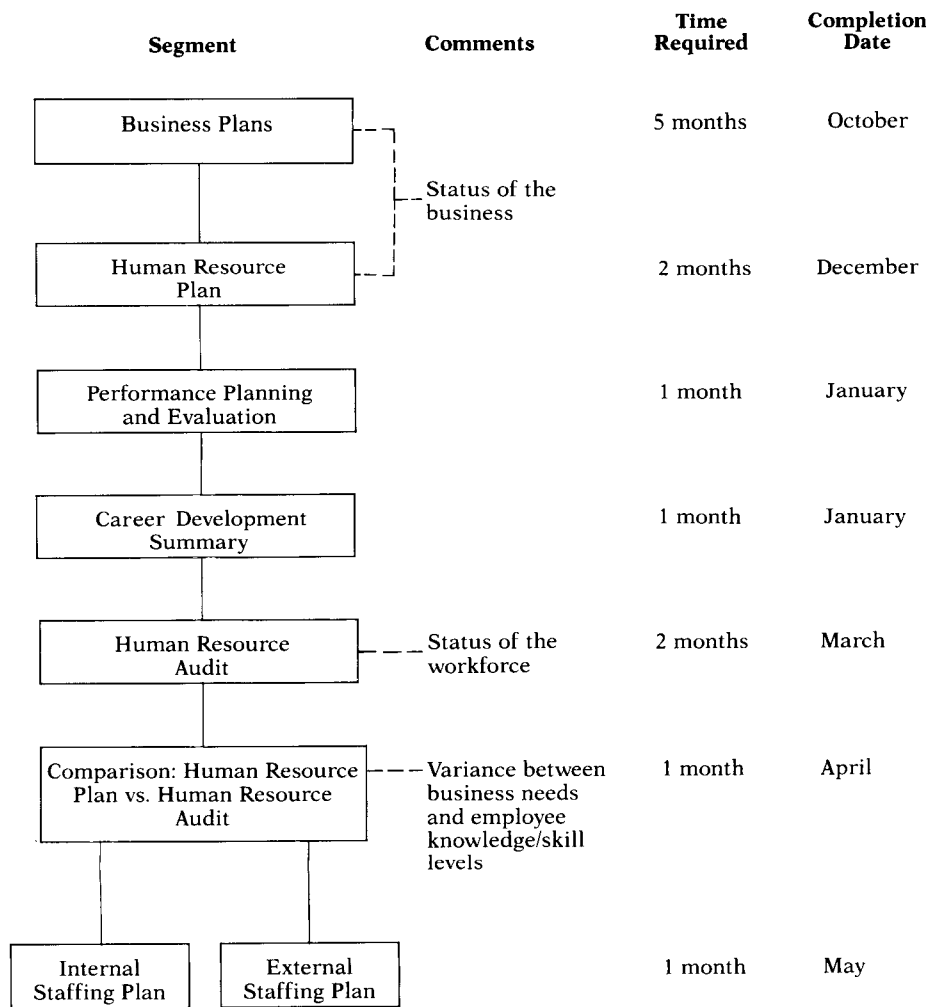 Segment
Comments
Time
Required
Completion
Date
Business Plans
5 months
October
Status of the
business
Human Resource
Plan
2 months
December
Performance Planning
and Evaluation
1 month
January
Career Development
Summary
1 month
January
Human Resource
Audit
Status of the
workforce
2 months
March
Comparison: Human Resource
Plan vs. Human Resource
Audit
Variance between
business needs
and employee
knowledge/skill
levels
1 month
April
Internal
Staffing Plan
External
Staffing Plan
1 month
May